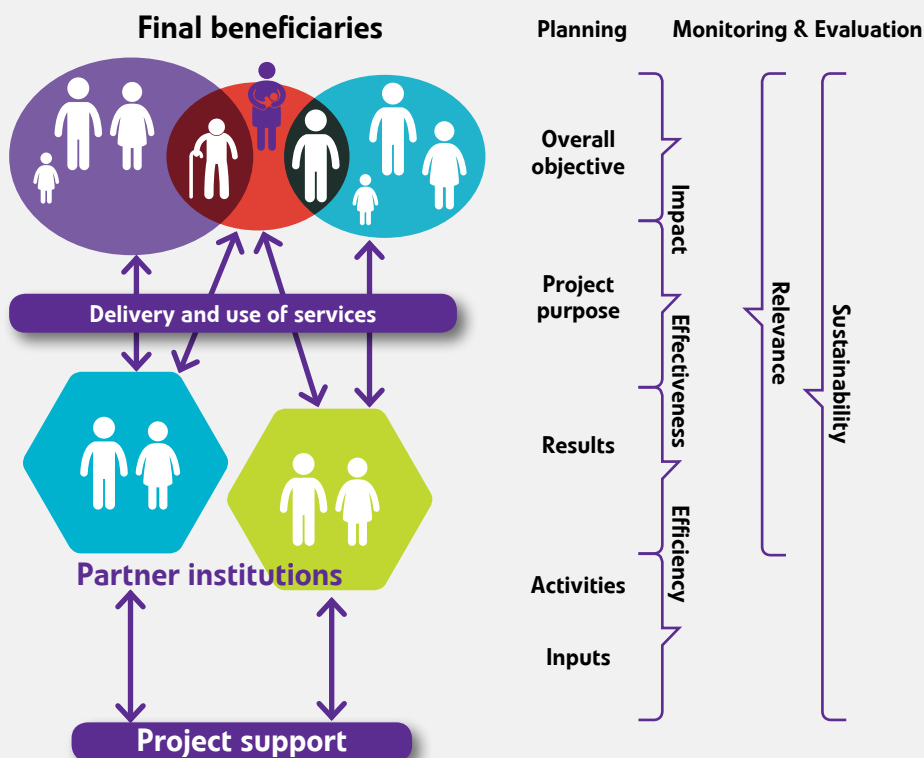 Final beneficiaries
Delivery and use of services
Partner institutions
Project support
Planning
Monitoring & Evaluation
Overall
objective
Project
purpose
Results
Activities
Inputs
Impact
Effectiveness
Efficiency
Relevance
Sustainability